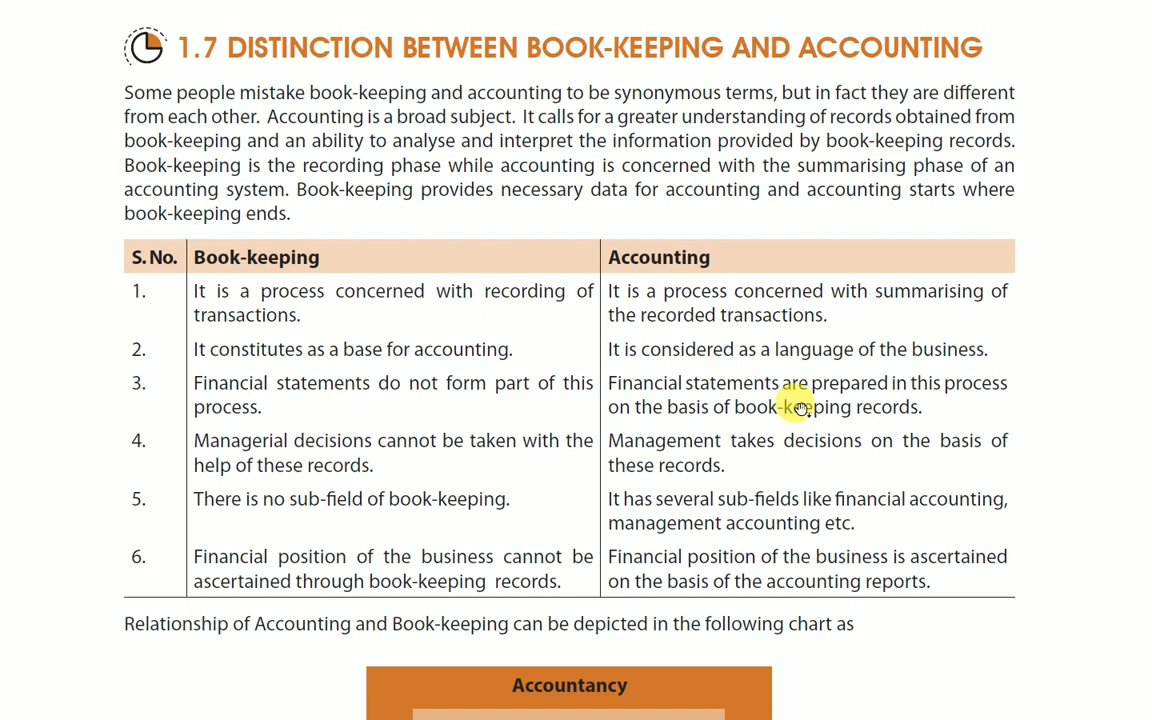 1.7 DISTINCTION BETWEEN BOOK-KEEPING AND ACCOUNTING
Some people mistake book-keeping and accounting to be synonymous terms, but in fact they are different
from each other. Accounting is a broad subject. It calls for a greater understanding of records obtained from
book-keeping and an ability to analyse and interpret the information provided by book-keeping records.
Book-keeping is the recording phase while accounting is concerned with the summarising phase of an
accounting system. Book-keeping provides necessary data for accounting and accounting starts where
book-keeping ends.
S. No. Book-keeping Accounting
1. It is a process concerned with recording of It is a process concerned with summarising of
transactions. the recorded transactions.
2. It constitutes as a base for accounting. It is considered as a language of the business.
3. Financial statements do not form part of this Financial statements are prepared in this process
process. on the basis of book-keeping records.
4. Managerial decisions cannot be taken with the Management takes decisions on the basis of
help of these records. these records.
5. There is no sub-field of book-keeping. It has several sub-fields like financial accounting,
management accounting etc.
6. Financial position of the business cannot be Financial position of the business is ascertained
ascertained through book-keeping records. on the basis of the accounting reports.
Relationship of Accounting and Book-keeping can be depicted in the following chart as
Accountancy